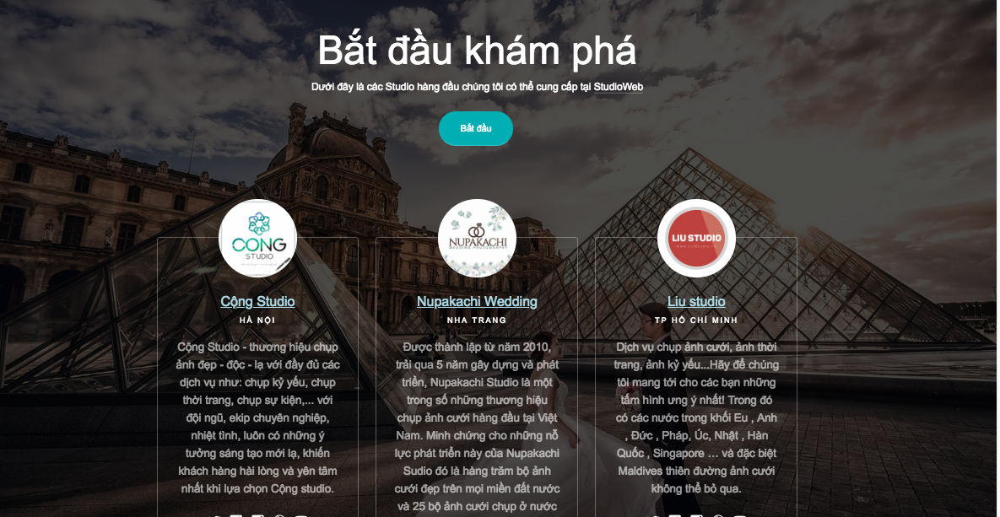 Bắt đầu khám phá
Dưới đây là các Studio hàng đầu chúng tôi có thể cung cấp tại StudioWeb
Bắt đầu
CONG
STUDIO
NUPAKACHI
WEDDING PHOTOGRAPHY
LIU STUDIO
Cộng Studio
HÀ NỘI
Cộng Studio - thương hiệu chụp
ảnh đẹp - độc - lạ với đầy đủ các
dịch vụ như: chụp kỷ yếu, chụp
thời trang, chụp sự kiện,... với
đội ngũ, ekip chuyên nghiệp,
nhiệt tình, luôn có những ý
tưởng sáng tạo mới lạ, khiến
khách hàng hài lòng và yên tâm
nhất khi lựa chọn Cộng studio.
Nupakachi Wedding
NHA TRANG
Được thành lập từ năm 2010,
trải qua 5 năm gây dựng và phát
triển, Nupakachi Studio là một
trong số những thương hiệu
chụp ảnh cưới hàng đầu tại Việt
Nam. Minh chứng cho những nỗ
lực phát triển này của Nupakachi
Sudio đó là hàng trăm bộ ảnh
cưới đẹp trên mọi miền đất nước
và 25 bộ ảnh cưới chụp ở nước
Liu studio
TP HỒ CHÍ MINH
Dịch vụ chụp ảnh cưới, ảnh thời
trang, ảnh kỷ yếu...Hãy để chúng
tôi mang tới cho các bạn những
tấm hình ưng ý nhất! Trong đó
có các nước trong khối Eu , Anh
, Đức , Pháp, Úc, Nhật , Hàn
Quốc , Singapore … và đặc biệt
Maldives thiên đường ảnh cưới
không thể bỏ qua.